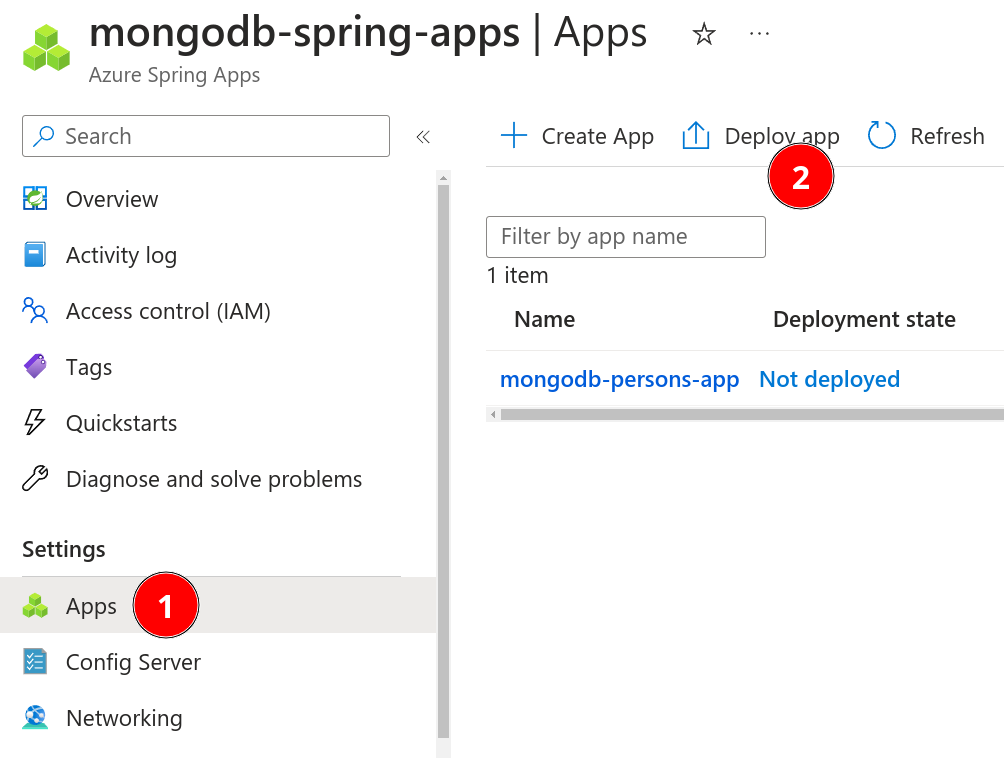 mongodb-spring-apps | Apps
Azure Spring Apps
Search
Overview
Activity log
Access control (IAM)
Tags
Quickstarts
Diagnose and solve problems
Settings
Apps 1
Config Server
Networking
Create App Deploy app Refresh
2
Filter by app name
1 item
Name Deployment state
mongodb-persons-app Not deployed